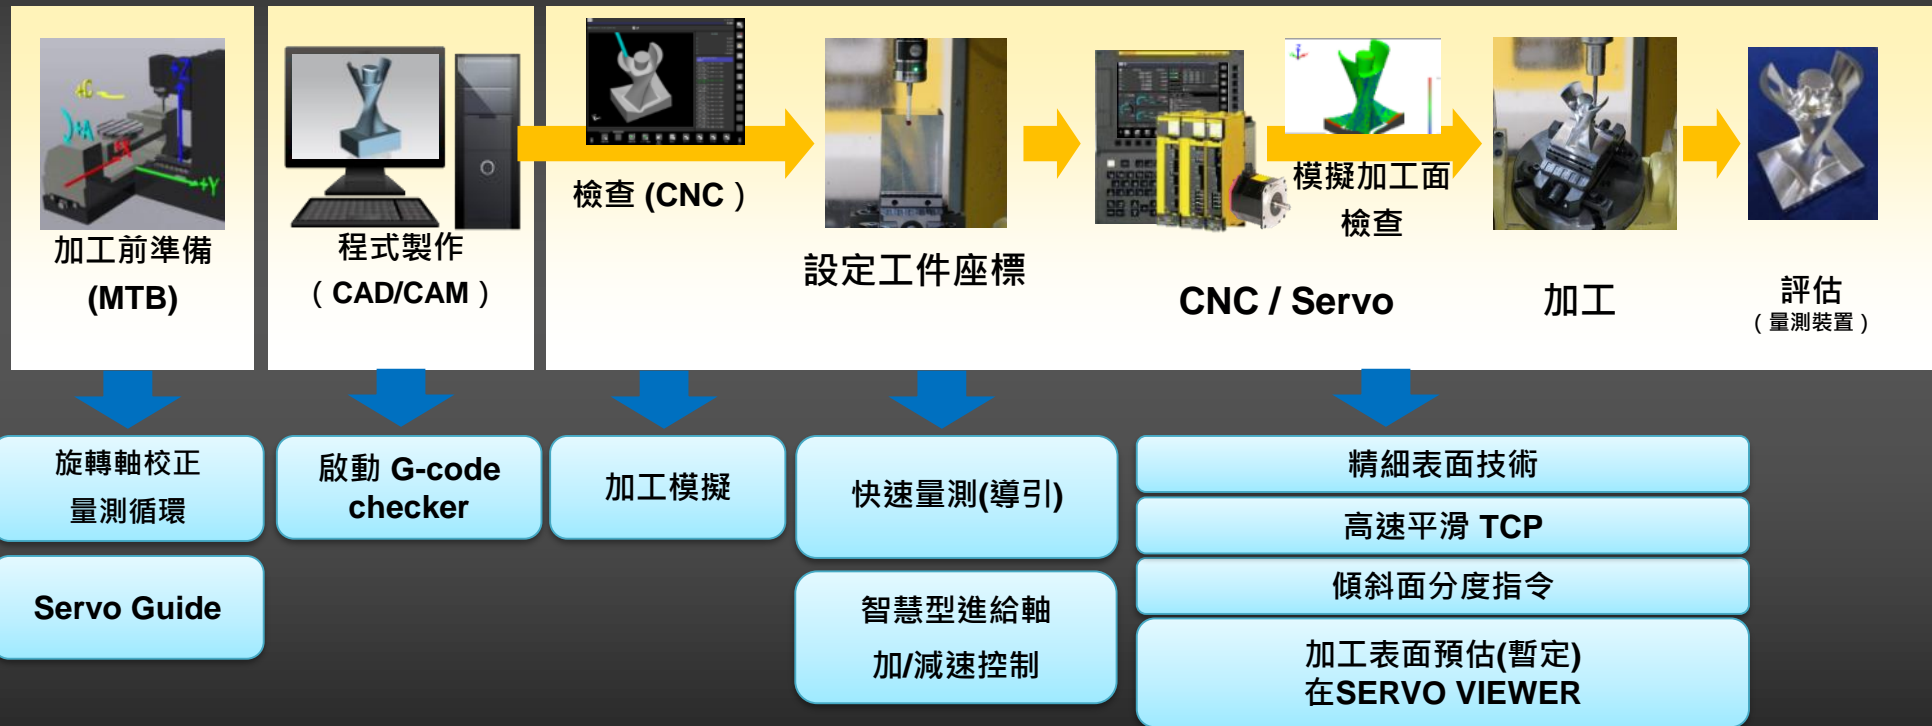 +C
+Z
+A
+X
+Y
加工前準備
(MTB)
程式製作
（CAD/CAM）
檢查 (CNC）
設定工件座標
CNC / Servo
模擬加工面
檢查
加工
評估
（量測裝置）
旋轉軸校正
量測循環
Servo Guide
啟動 G-code
checker
加工模擬
快速量測(導引)
智慧型進給軸
加/減速控制
精細表面技術
高速平滑 TCP
傾斜面分度指令
加工表面預估(暫定)
在SERVO VIEWER